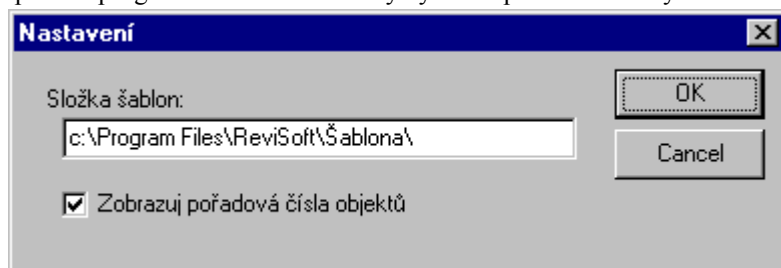 Nastavení
Složka šablon:
OK
c:\Program Files\ReviSoft\Šablona\
Cancel
Zobrazuj pořadová čísla objektů